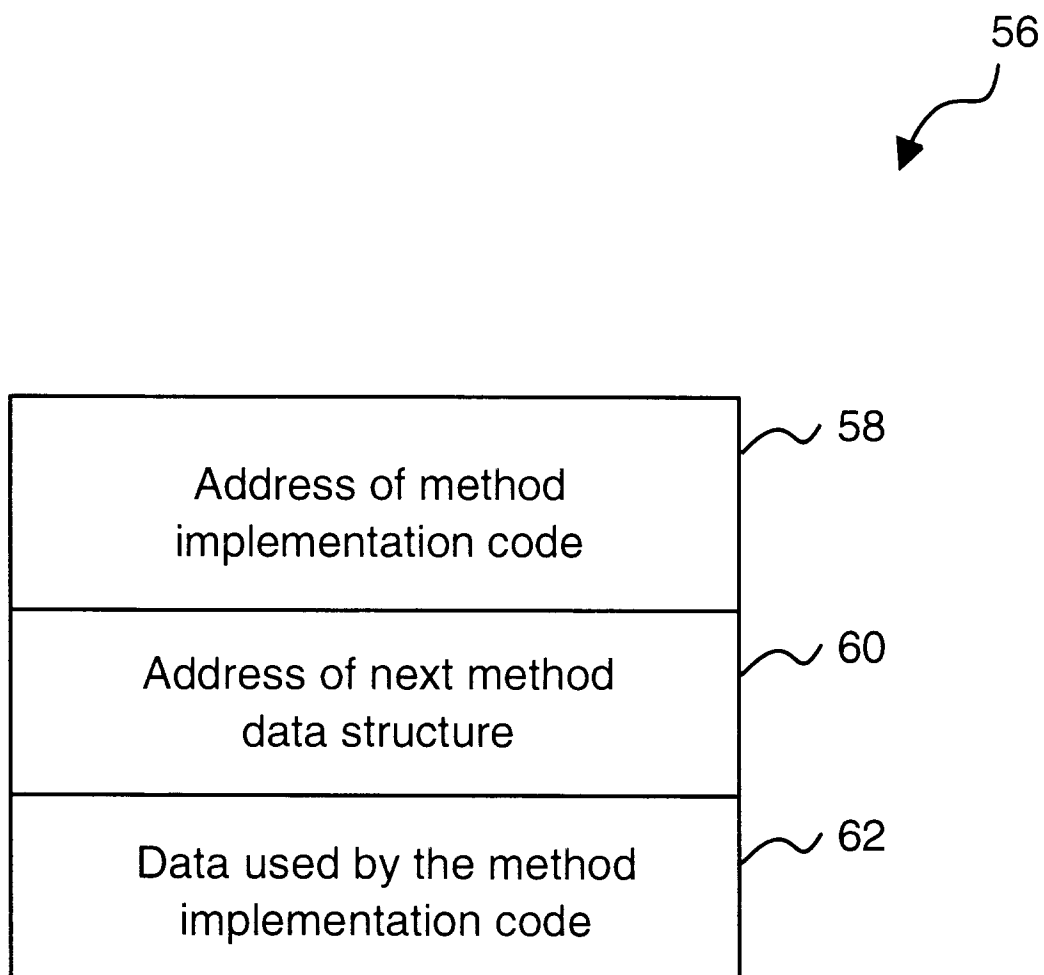 56
58
Address of method
implementation code
60
Address of next method
data structure
62
Data used by the method
implementation code